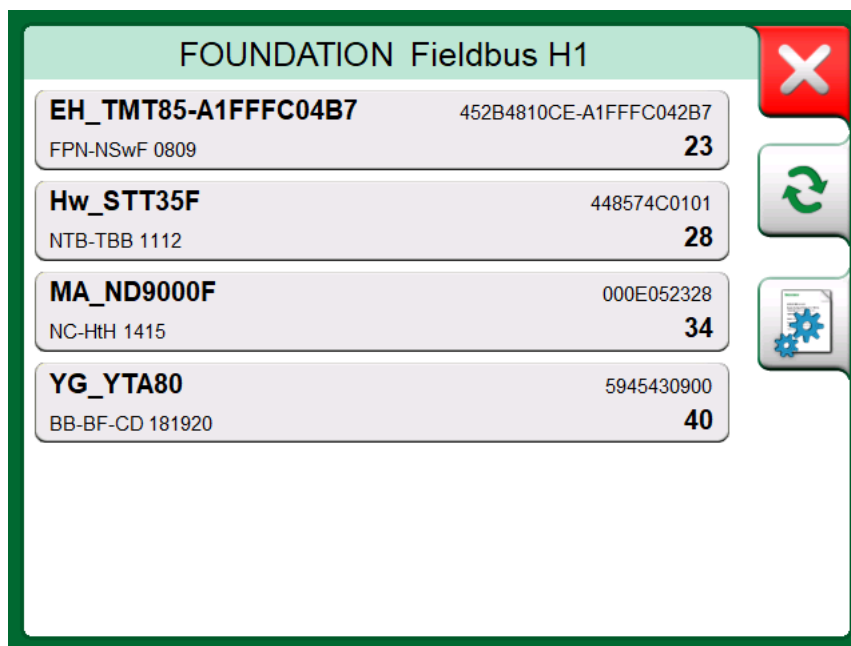 FOUNDATION Fieldbus H1
EH_TMT85-A1FFFC04B7 452B4810CE-A1FFFC042B7
FPN-NSwF 0809 23
Hw_STT35F 448574C0101
NTB-TBB 1112 28
MA_ND9000F 000E052328
NC-HtH 1415 34
YG_YTA80 5945430900
BB-BF-CD 181920 40